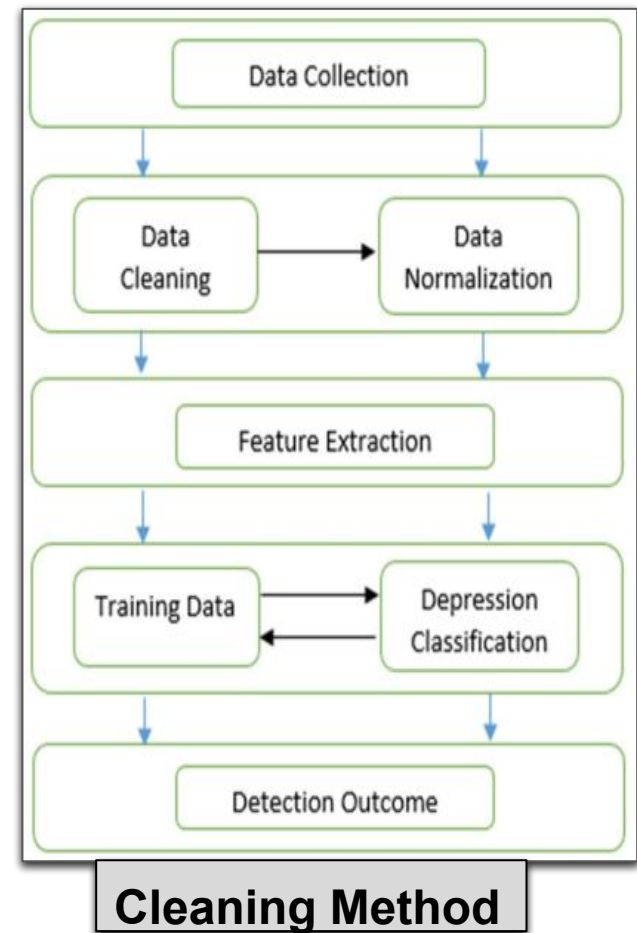 Data Collection
Data
Cleaning
Data
Normalization
Feature Extraction
Training Data
Depression
Classification
Detection Outcome
Cleaning Method